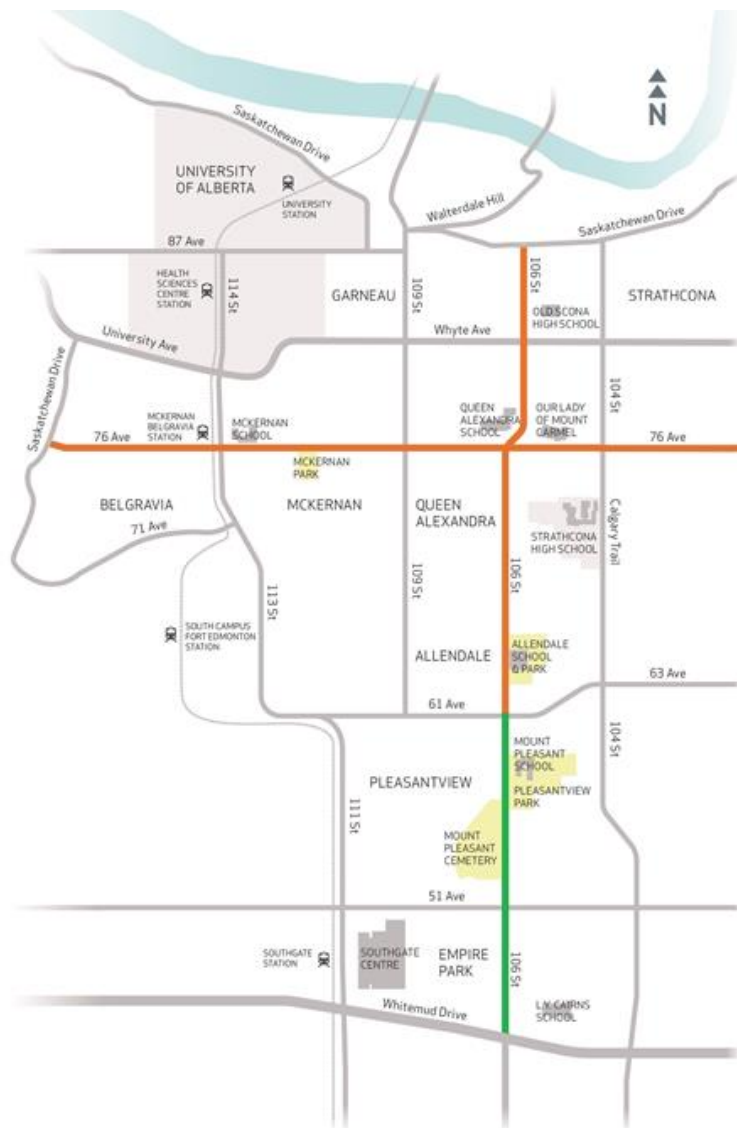 N
Saskatchewan Drive
UNIVERSITY
OF ALBERTA
UNIVERSITY
STATION
Walterdale Hill
Saskatchewan Drive
87 Ave
HEALTH
SCIENCES
CENTRE
STATION
114 St
GARNEAU
109 St
106 St
STRATHCONA
OLD SCONA
HIGH SCHOOL
University Ave
Whyte Ave
Saskatchewan Drive
104 St
MCKERNAN
BELGRAVIA
STATION
MCKERNAN
SCHOOL
QUEEN
ALEXANDRA
SCHOOL
OUR LADY
OF MOUNT
CARMEL
76 Ave
76 Ave
MCKERNAN
PARK
BELGRAVIA
MCKERNAN
QUEEN
ALEXANDRA
71 Ave
STRATHCONA
HIGH SCHOOL
Calgary Trail
113 St
109 St
106 St
SOUTH CAMPUS
FORT EDMONTON
STATION
ALLENDALE
ALLENDALE
SCHOOL
& PARK
63 Ave
61 Ave
104 St
MOUNT
PLEASANT
SCHOOL
PLEASANTVIEW
PLEASANTVIEW
PARK
111 St
MOUNT
PLEASANT
CEMETERY
51 Ave
SOUTHGATE
STATION
SOUTHGATE
CENTRE
EMPIRE
PARK
106 St
Whitemud Drive
L.Y. CAIRNS
SCHOOL